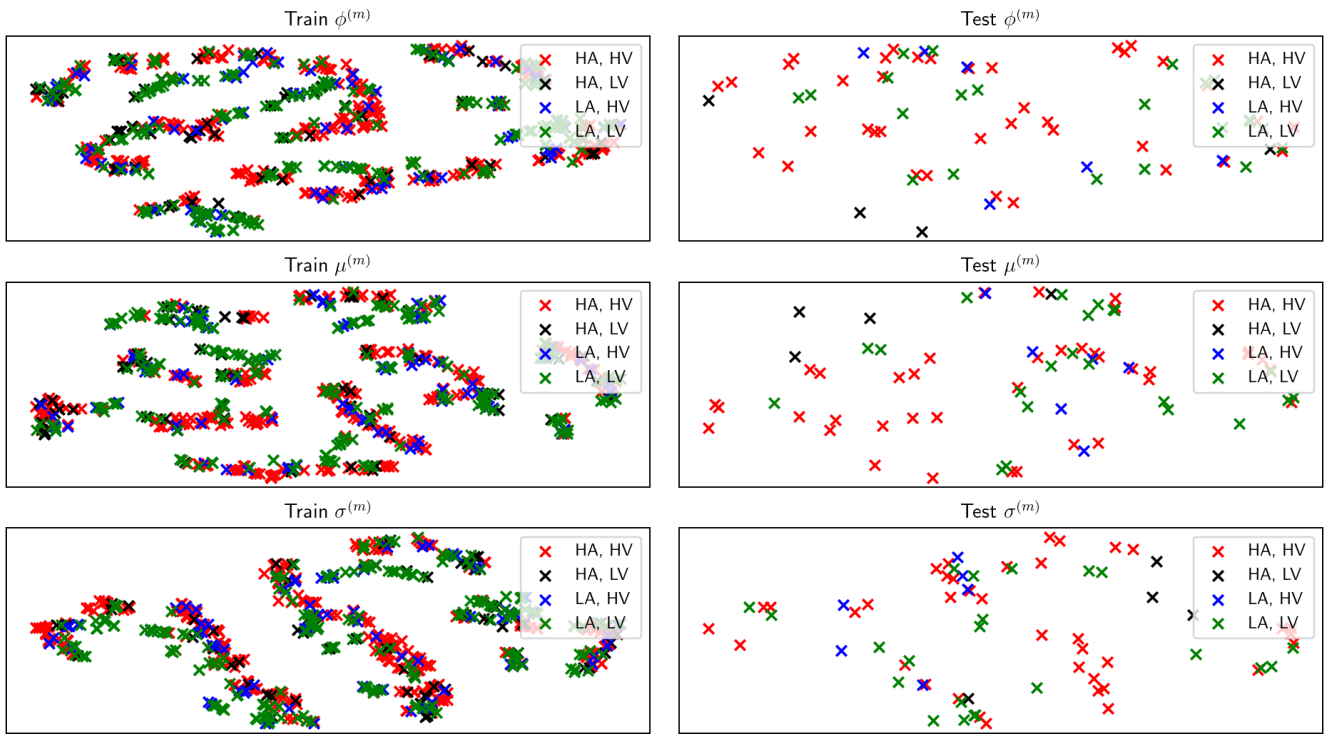 Train ϕ^(m)
HA, HV
HA, LV
LA, HV
LA, LV
Test ϕ^(m)
HA, HV
HA, LV
LA, HV
LA, LV
Train μ^(m)
HA, HV
HA, LV
LA, HV
LA, LV
Test μ^(m)
HA, HV
HA, LV
LA, HV
LA, LV
Train σ^(m)
HA, HV
HA, LV
LA, HV
LA, LV
Test σ^(m)
HA, HV
HA, LV
LA, HV
LA, LV